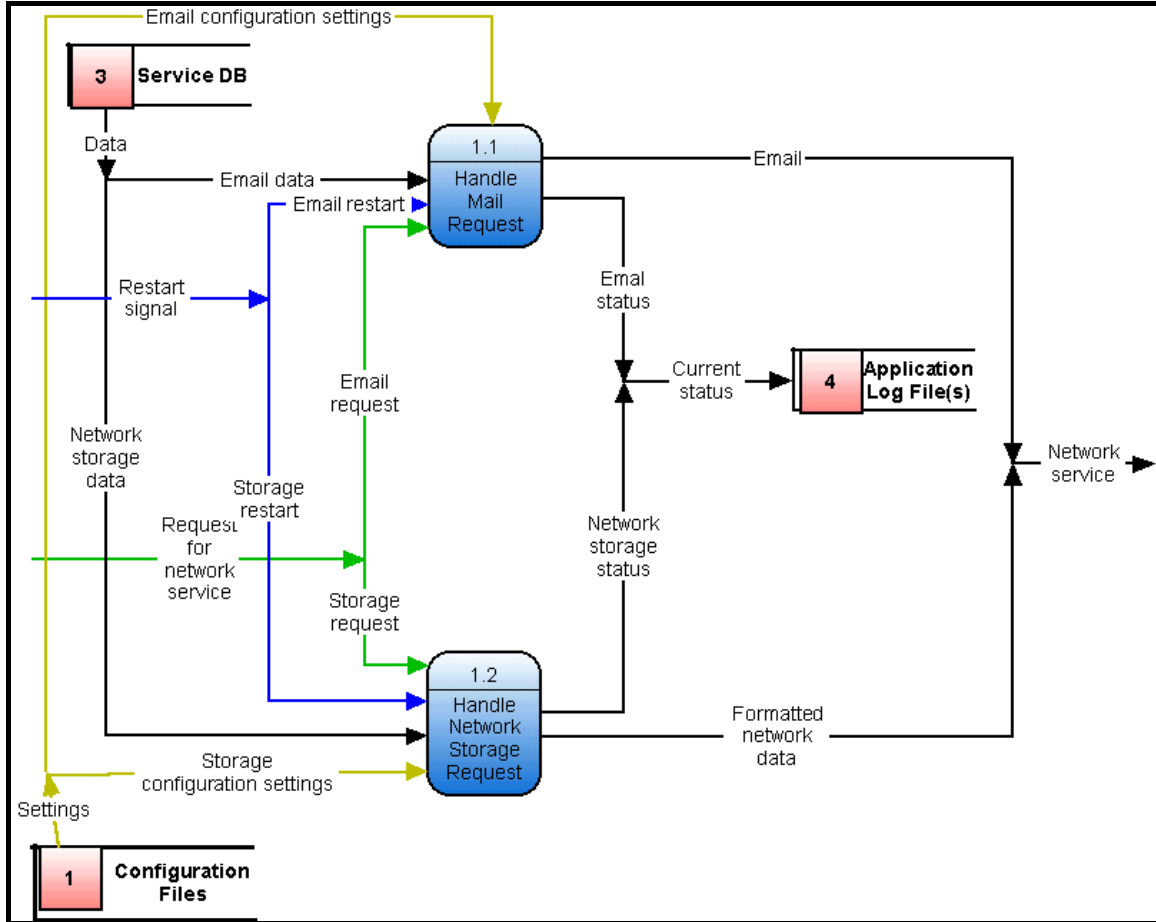 Email configuration settings
3
Service DB
Data
1.1
Handle
Mail
Request
Email
Email data
Email restart
Restart
signal
Emal
status
Current
status
4
Application
Log File(s)
Email
request
Network
storage
data
Network
service
Storage
restart
Request
for
network
service
Network
storage
status
Storage
request
1.2
Handle
Network
Storage
Request
Formatted
network
data
Storage
configuration settings
Settings
1
Configuration
Files